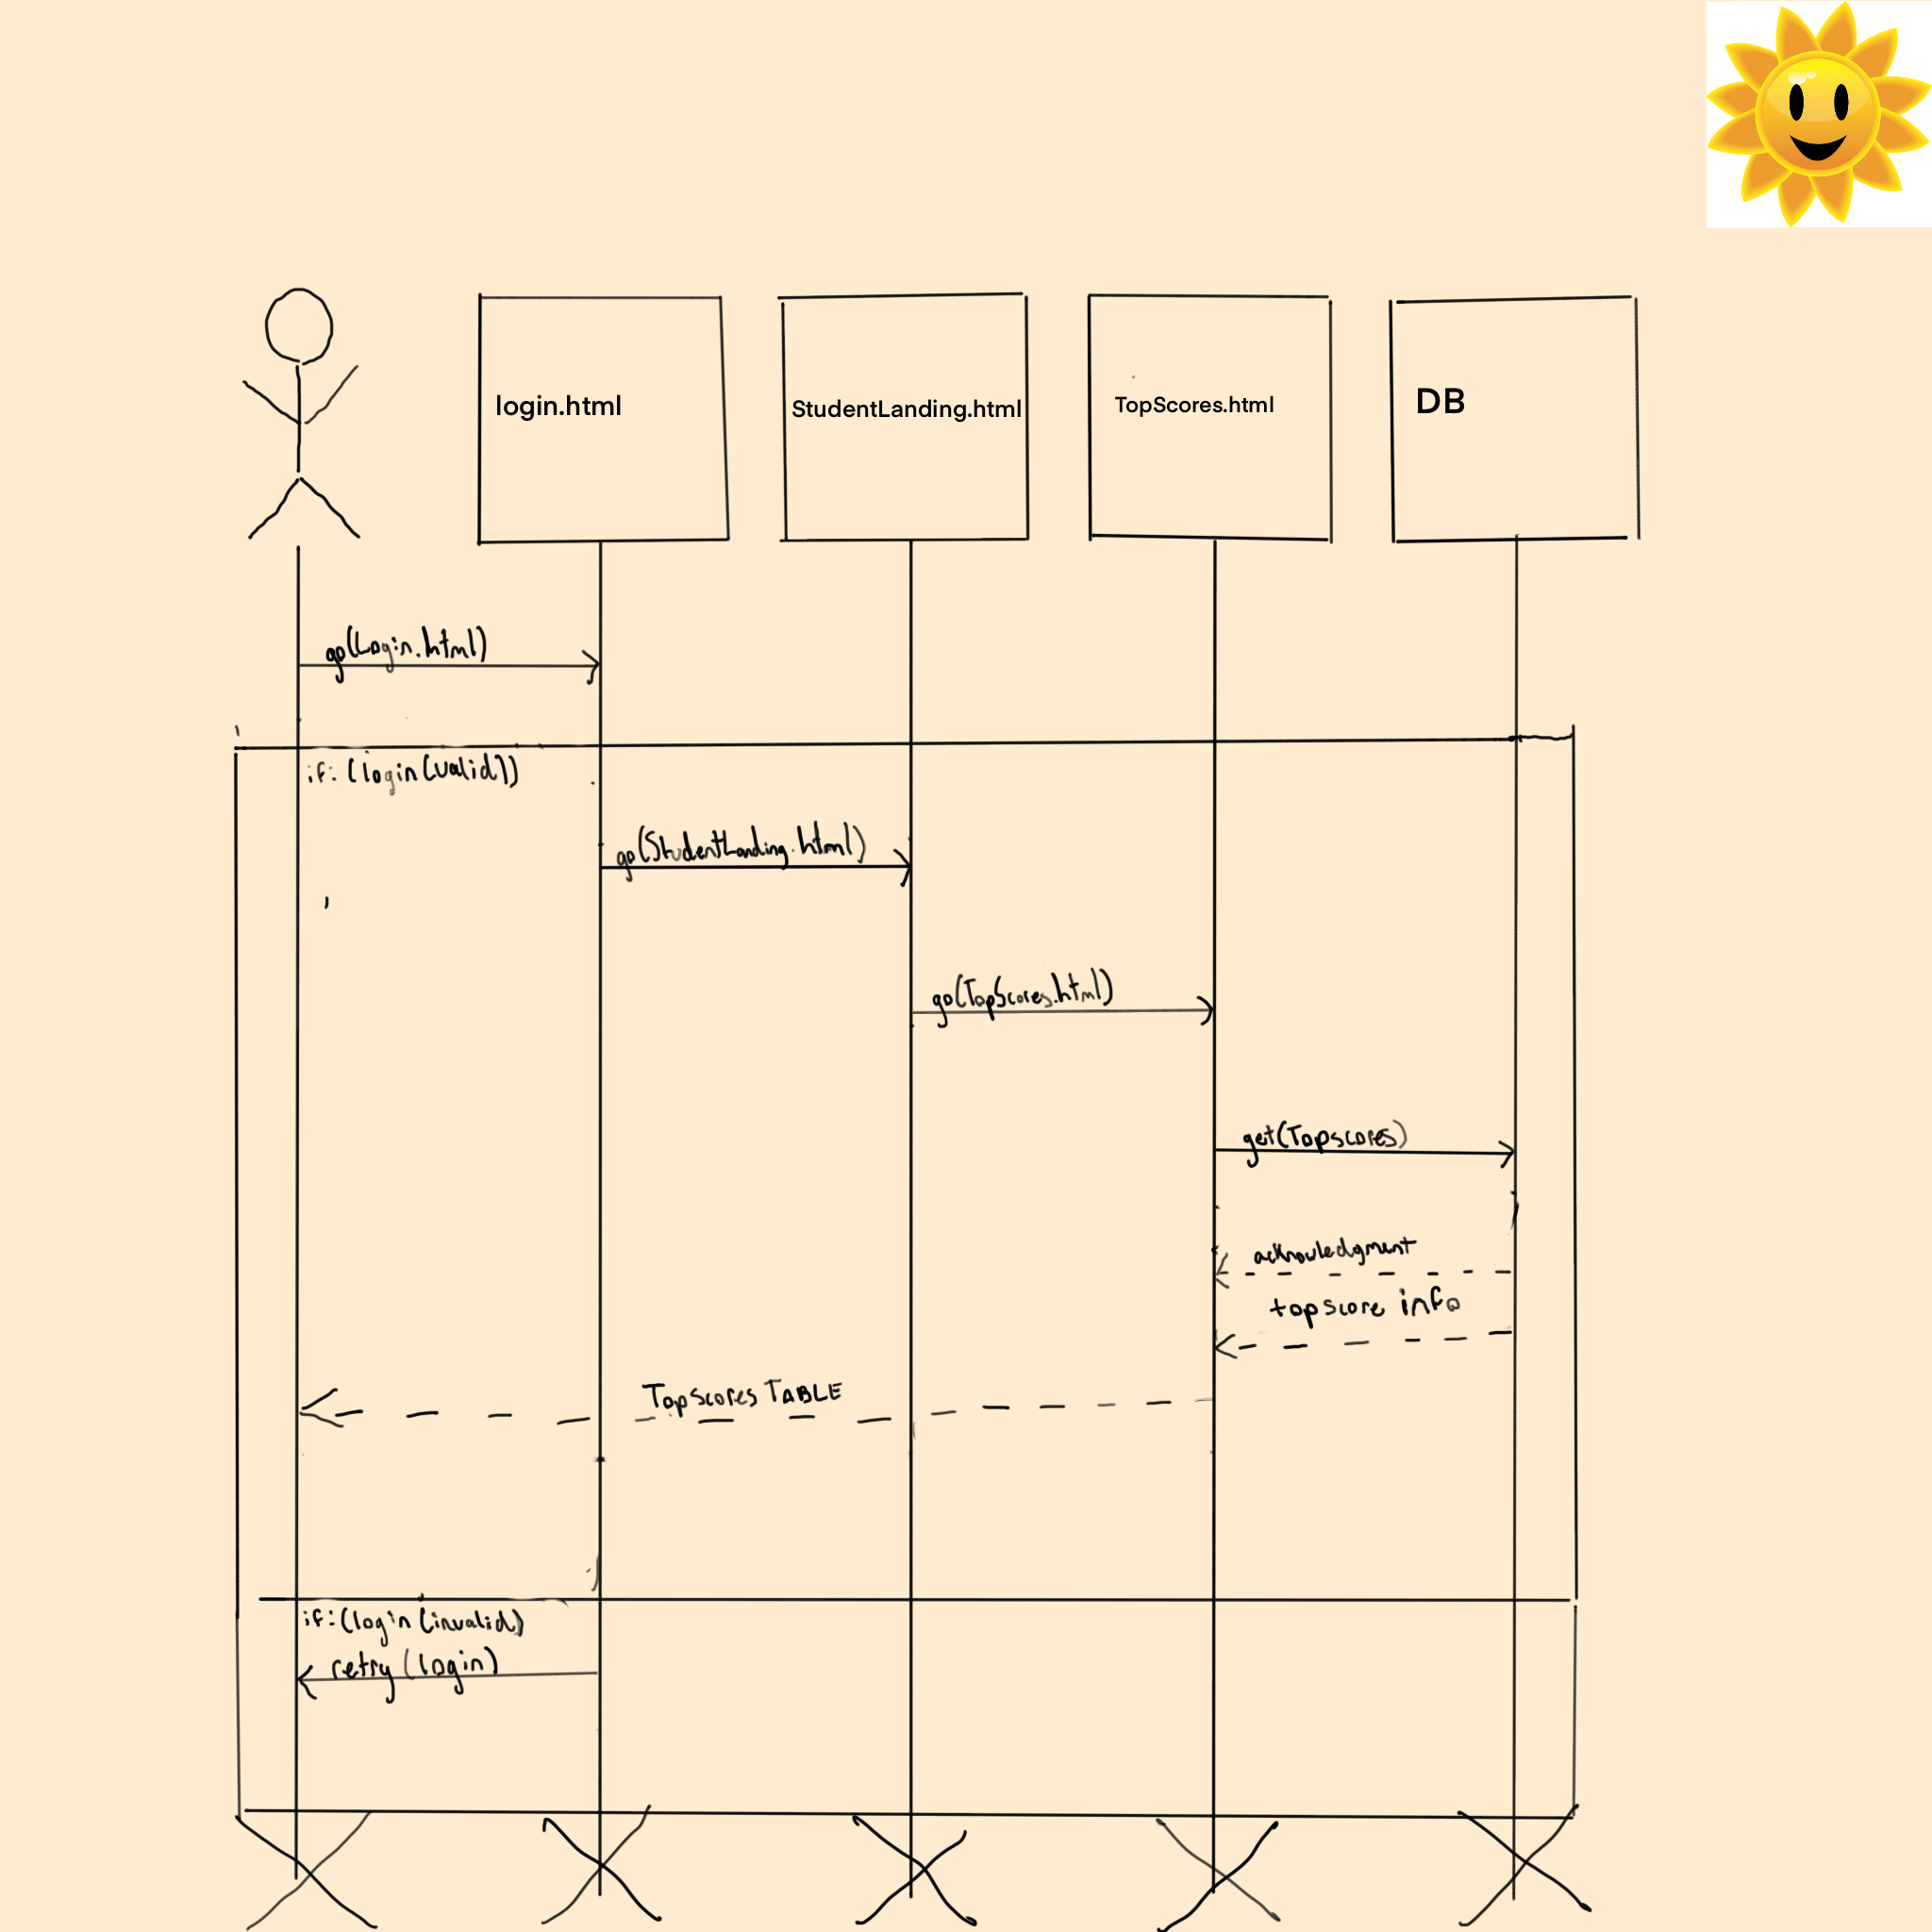 login.html
StudentLanding.html
TopScores.html
DB
go(Login.html)
if: (login(valid))
go(StudentLanding.html)
go(TopScores.html)
get(Topscores)
acknowledgment
topscore info
TopScores TABLE
if:(login(invalid)
retry(login)